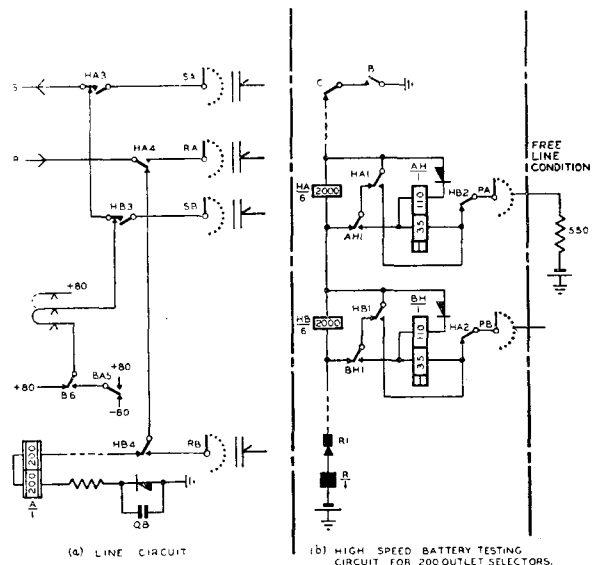 HA3
SA
S
HA4
RA
R
HB3
SB
+80
+80
B6
BA5
+80
-80
HB4
RB
200
200
A
1
QB
(a) LINE CIRCUIT
C
B
FREE
LINE
CONDITION
HA
6
2000
HA1
AH
1
110
35
AH1
HB2
PA
550
HB
6
2000
HB1
BH
1
110
35
BH1
HA2
PB
R1
R
1
(b) HIGH SPEED BATTERY TESTING
CIRCUIT FOR 200 OUTLET SELECTORS.